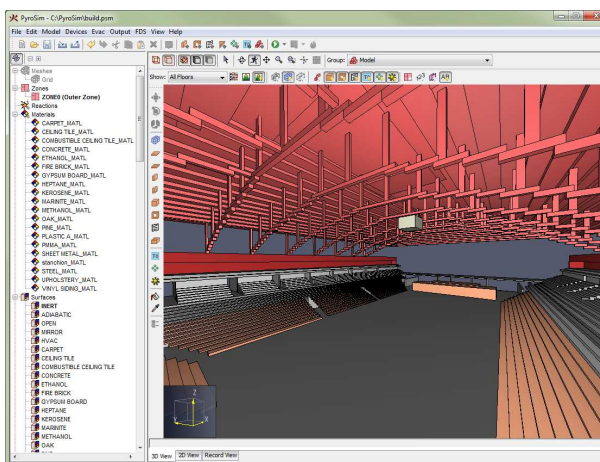 PyroSim - C:\PyroSim\build.psm
File Edit Model Devices Evac Output FDS View Help
Group: Model
Show: All Floors
Meshes
Grid
Zones
ZONE0 (Outer Zone)
Reactions
Materials
CARPET_MATL
CEILING TILE_MATL
COMBUSTIBLE CEILING TILE_MATL
CONCRETE_MATL
ETHANOL_MATL
FIRE BRICK_MATL
GYPSUM BOARD_MATL
HEPTANE_MATL
KEROSENE_MATL
MARINITE_MATL
METHANOL_MATL
OAK_MATL
PINE_MATL
PLASTIC A_MATL
PMMA_MATL
SHEET METAL_MATL
stanchion_MATL
STEEL_MATL
UPHOLSTERY_MATL
VINYL SIDING_MATL
Surfaces
INERT
ADIABATIC
OPEN
MIRROR
HVAC
CARPET
CEILING TILE
COMBUSTIBLE CEILING TILE
CONCRETE
ETHANOL
FIRE BRICK
GYPSUM BOARD
HEPTANE
KEROSENE
MARINITE
METHANOL
OAK
Z
Y X
3D View 2D View Record View